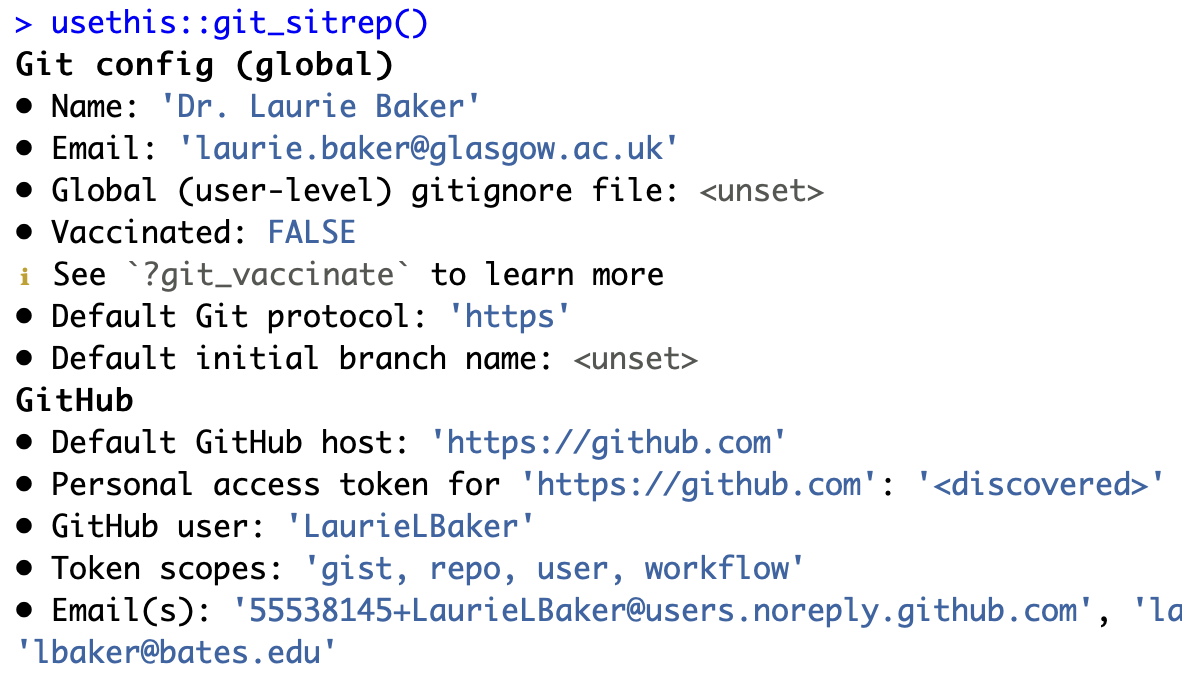 > usethis::git_sitrep()
Git config (global)
• Name: 'Dr. Laurie Baker'
• Email: 'laurie.baker@glasgow.ac.uk'
• Global (user-level) gitignore file: <unset>
• Vaccinated: FALSE
ℹ See `?git_vaccinate` to learn more
• Default Git protocol: 'https'
• Default initial branch name: <unset>
GitHub
• Default GitHub host: 'https://github.com'
• Personal access token for 'https://github.com': '<discovered>'
• GitHub user: 'LaurieLBaker'
• Token scopes: 'gist, repo, user, workflow'
• Email(s): '55538145+LaurieLBaker@users.noreply.github.com', 'la
'lbaker@bates.edu'